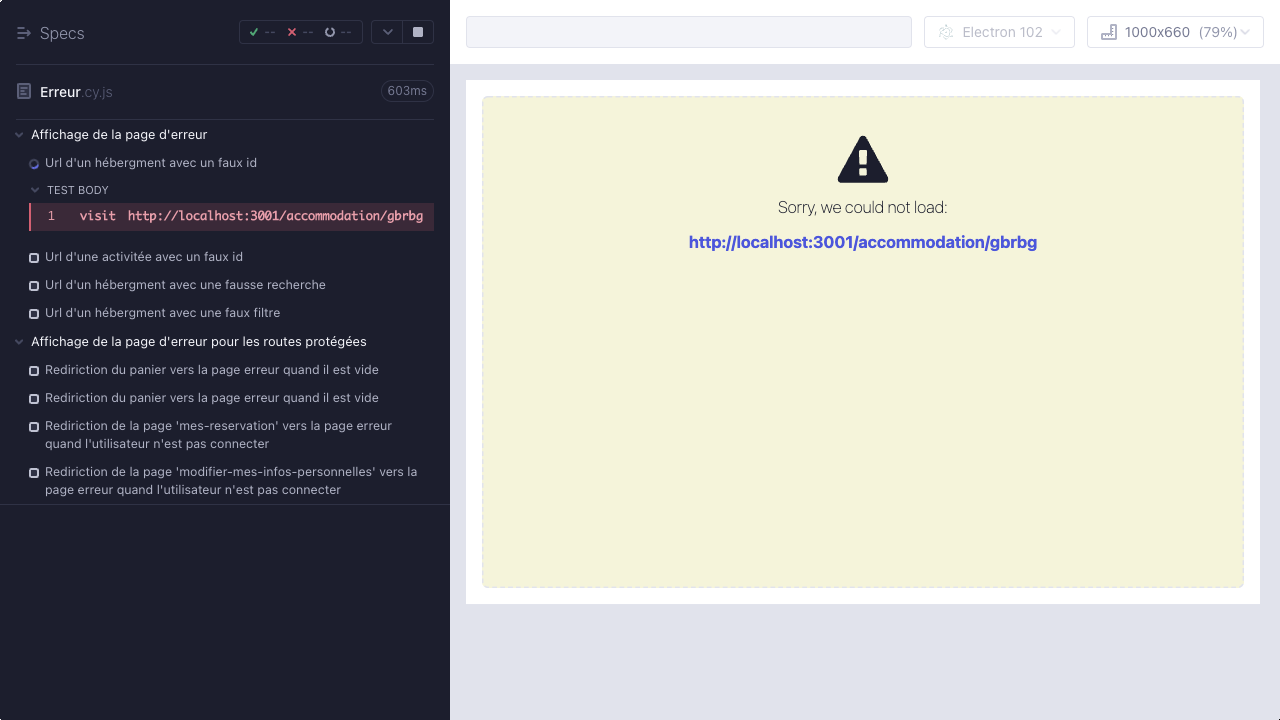 Specs
-- -- --
Erreur.cy.js 603ms
Affichage de la page d'erreur
Url d'un hébergment avec un faux id
TEST BODY
1 visit http://localhost:3001/accommodation/gbrbg
Url d'une activitée avec un faux id
Url d'un hébergment avec une fausse recherche
Url d'un hébergment avec une faux filtre
Affichage de la page d'erreur pour les routes protégées
Rediriction du panier vers la page erreur quand il est vide
Rediriction du panier vers la page erreur quand il est vide
Rediriction de la page 'mes-reservation' vers la page erreur
quand l'utilisateur n'est pas connecter
Rediriction de la page 'modifier-mes-infos-personnelles' vers la
page erreur quand l'utilisateur n'est pas connecter
Electron 102
1000x660 (79%)
Sorry, we could not load:
http://localhost:3001/accommodation/gbrbg